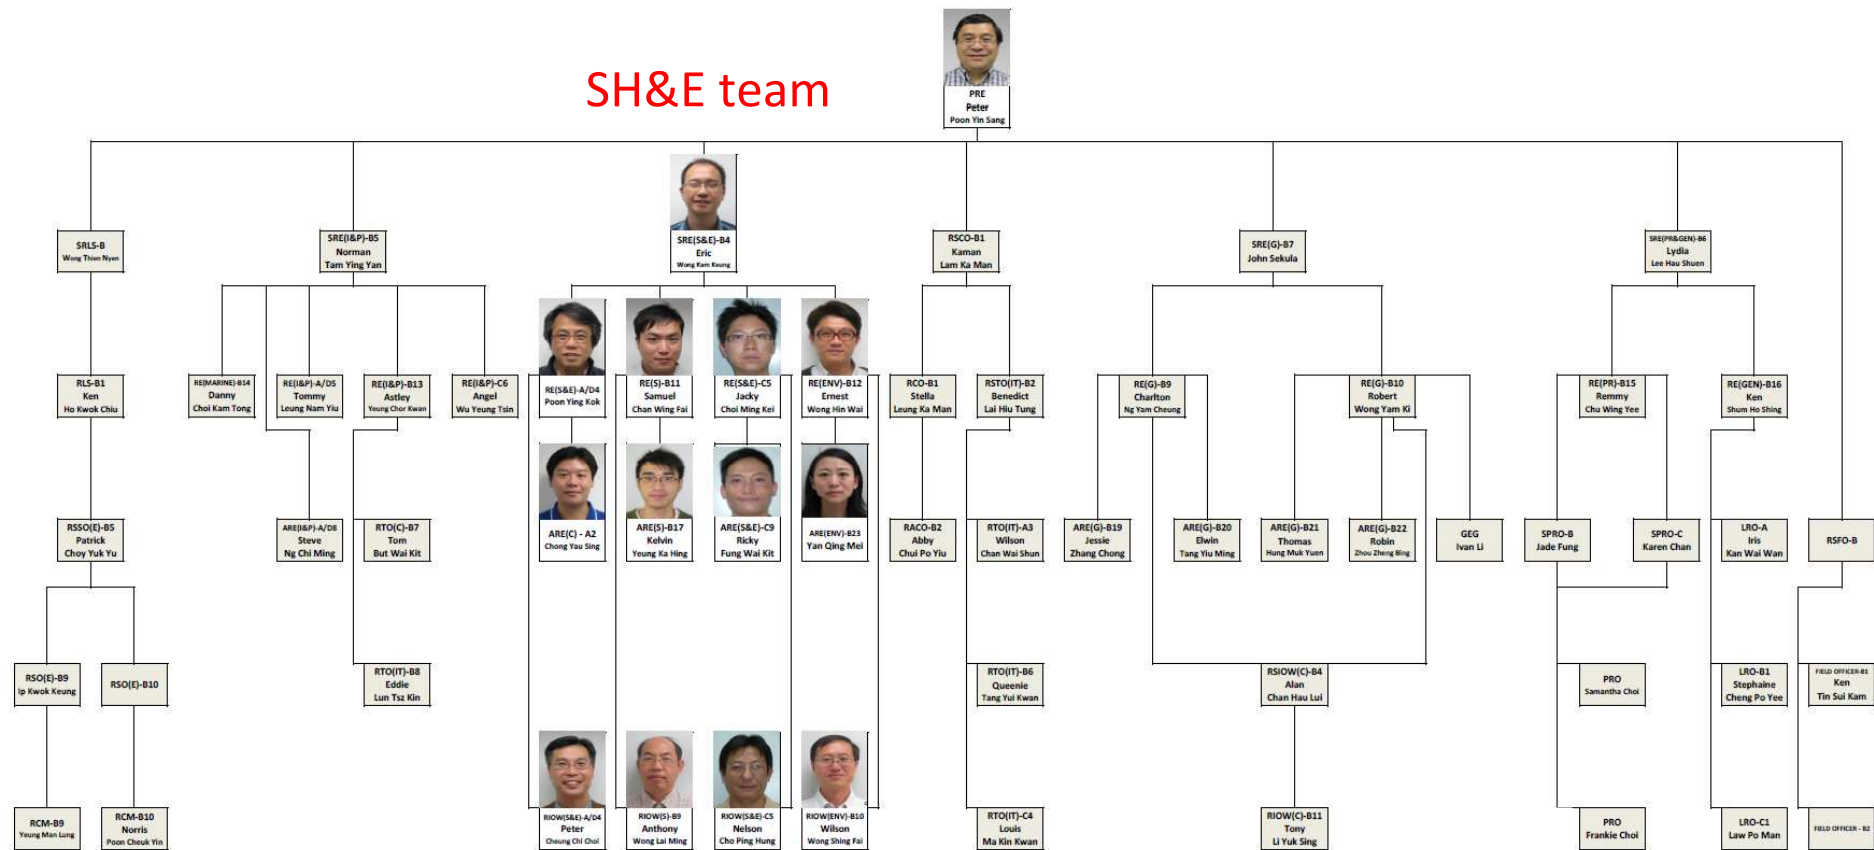 SH&E team
PRE
Peter
Poon Yin Sang
SRLS-B
Wong Thien Nyen
SRE(I&P)-B5
Norman
Tam Ying Yan
SRE(S&E)-B4
Eric
Wong Kam Keung
RSCO-B1
Kaman
Lam Ka Man
SRE(G)-B7
John Sekula
SRE(PR&GEN)-B6
Lydia
Lee Hau Shuen
RLS-B1
Ken
Ho Kwok Chiu
RE(MARINE)-B14
Danny
Choi Kam Tong
RE(I&P)-A/D5
Tommy
Leung Nam Yiu
RE(I&P)-B13
Astley
Yeung Chor Kwan
RE(I&P)-C6
Angel
Wu Yeung Tsin
RE(S&E)-A/D4
Poon Ying Kok
RE(S)-B11
Samuel
Chan Wing Fai
RE(S&E)-C5
Jacky
Choi Ming Kei
RE(ENV)-B12
Ernest
Wong Hin Wai
RCO-B1
Stella
Leung Ka Man
RSTO(IT)-B2
Benedict
Lai Hiu Tung
RE(G)-B9
Charlton
Ng Yam Cheung
RE(G)-B10
Robert
Wong Yam Ki
RE(PR)-B15
Remmy
Chu Wing Yee
RE(GEN)-B16
Ken
Shum Ho Shing
RSSO(E)-B5
Patrick
Choy Yuk Yu
ARE(I&P)-A/D8
Steve
Ng Chi Ming
RTO(C)-B7
Tom
But Wai Kit
ARE(C) - A2
Chong Yau Sing
ARE(S)-B17
Kelvin
Yeung Ka Hing
ARE(S&E)-C9
Ricky
Fung Wai Kit
ARE(ENV)-B23
Yan Qing Mei
RACO-B2
Abby
Chui Po Yiu
RTO(IT)-A3
Wilson
Chan Wai Shun
ARE(G)-B19
Jessie
Zhang Chong
ARE(G)-B20
Elwin
Tang Yiu Ming
ARE(G)-B21
Thomas
Hung Muk Yuen
ARE(G)-B22
Robin
Zhou Zheng Bing
GEG
Ivan Li
SPRO-B
Jade Fung
SPRO-C
Karen Chan
LRO-A
Iris
Kan Wai Wan
RSFO-B
RSO(E)-B9
Ip Kwok Keung
RSO(E)-B10
RTO(IT)-B8
Eddie
Lun Tsz Kin
RTO(IT)-B6
Queenie
Tang Yui Kwan
RSIOW(C)-B4
Alan
Chan Hau Lui
PRO
Samantha Choi
LRO-B1
Stephaine
Cheng Po Yee
FIELD OFFICER-B1
Ken
Tin Sui Kam
RCM-B9
Yeung Man Lung
RCM-B10
Norris
Poon Cheuk Yin
RIOW(S&E)-A/D4
Peter
Cheung Chi Choi
RIOW(S)-B9
Anthony
Wong Lai Ming
RIOW(S&E)-C5
Nelson
Cho Ping Hung
RIOW(ENV)-B10
Wilson
Wong Shing Fai
RTO(IT)-C4
Louis
Ma Kin Kwan
RIOW(C)-B11
Tony
Li Yuk Sing
PRO
Frankie Choi
LRO-C1
Law Po Man
FIELD OFFICER - B2